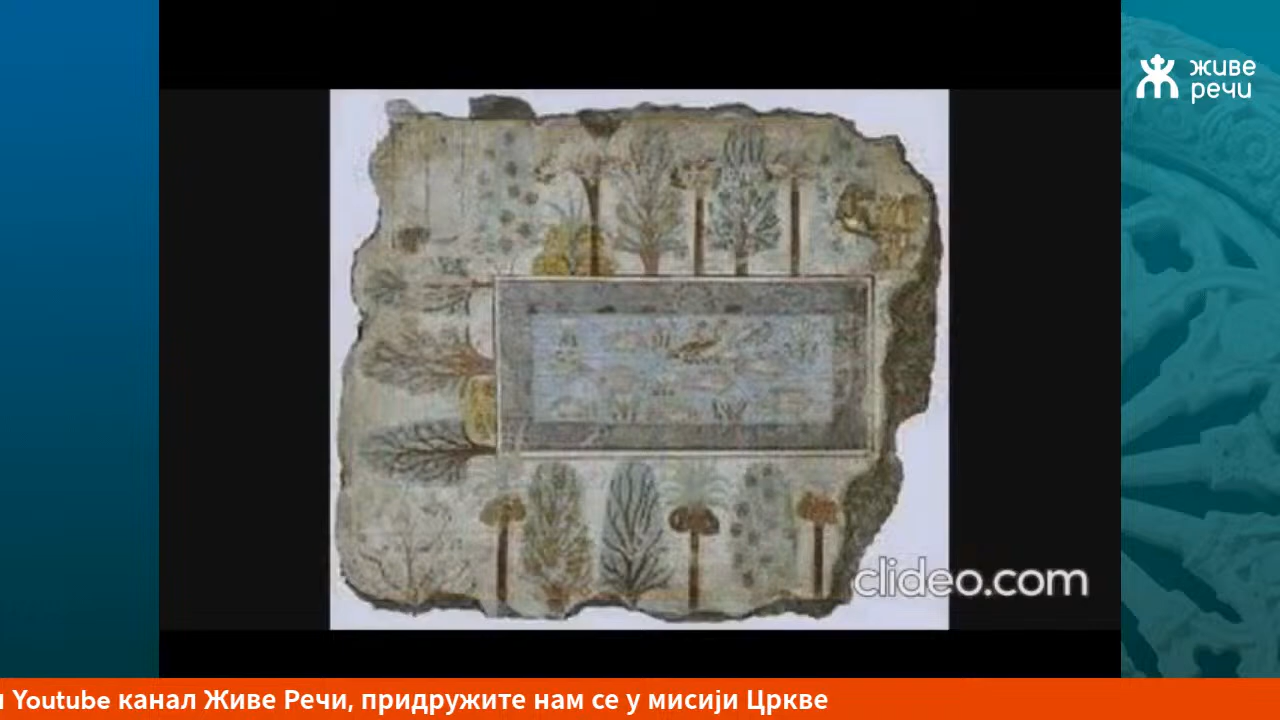 живе
речи
clideo.com
Youtube канал Живе Речи, придружите нам се у мисији Цркве